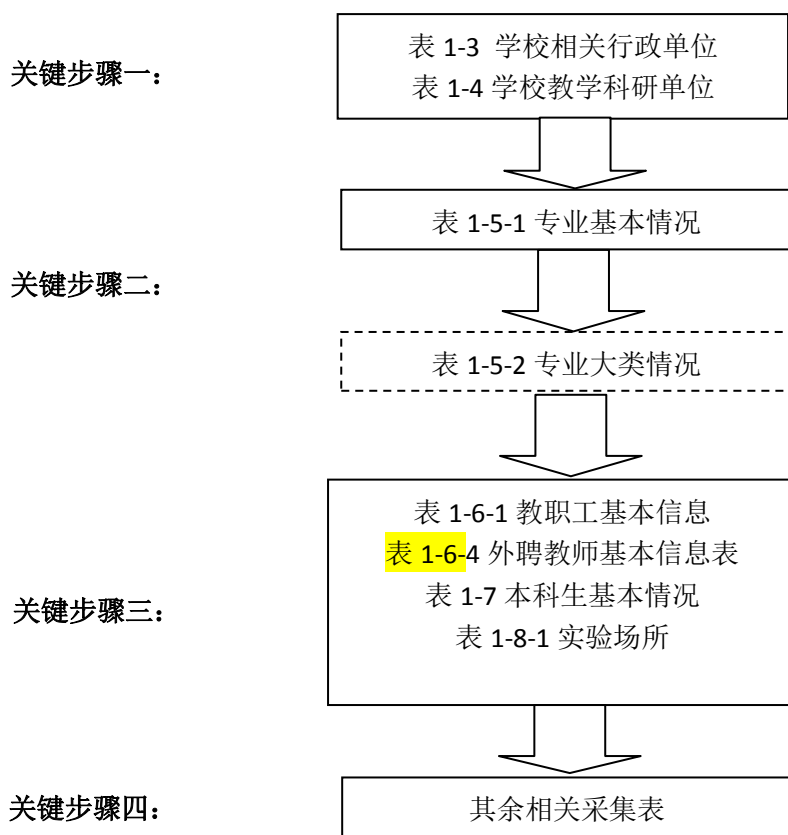 关键步骤一：
表 1-3 学校相关行政单位
表 1-4 学校教学科研单位
表 1-5-1 专业基本情况
关键步骤二：
表 1-5-2 专业大类情况
表 1-6-1 教职工基本信息
表 1-6-4 外聘教师基本信息表
表 1-7 本科生基本情况
关键步骤三：
表 1-8-1 实验场所
关键步骤四：
其余相关采集表